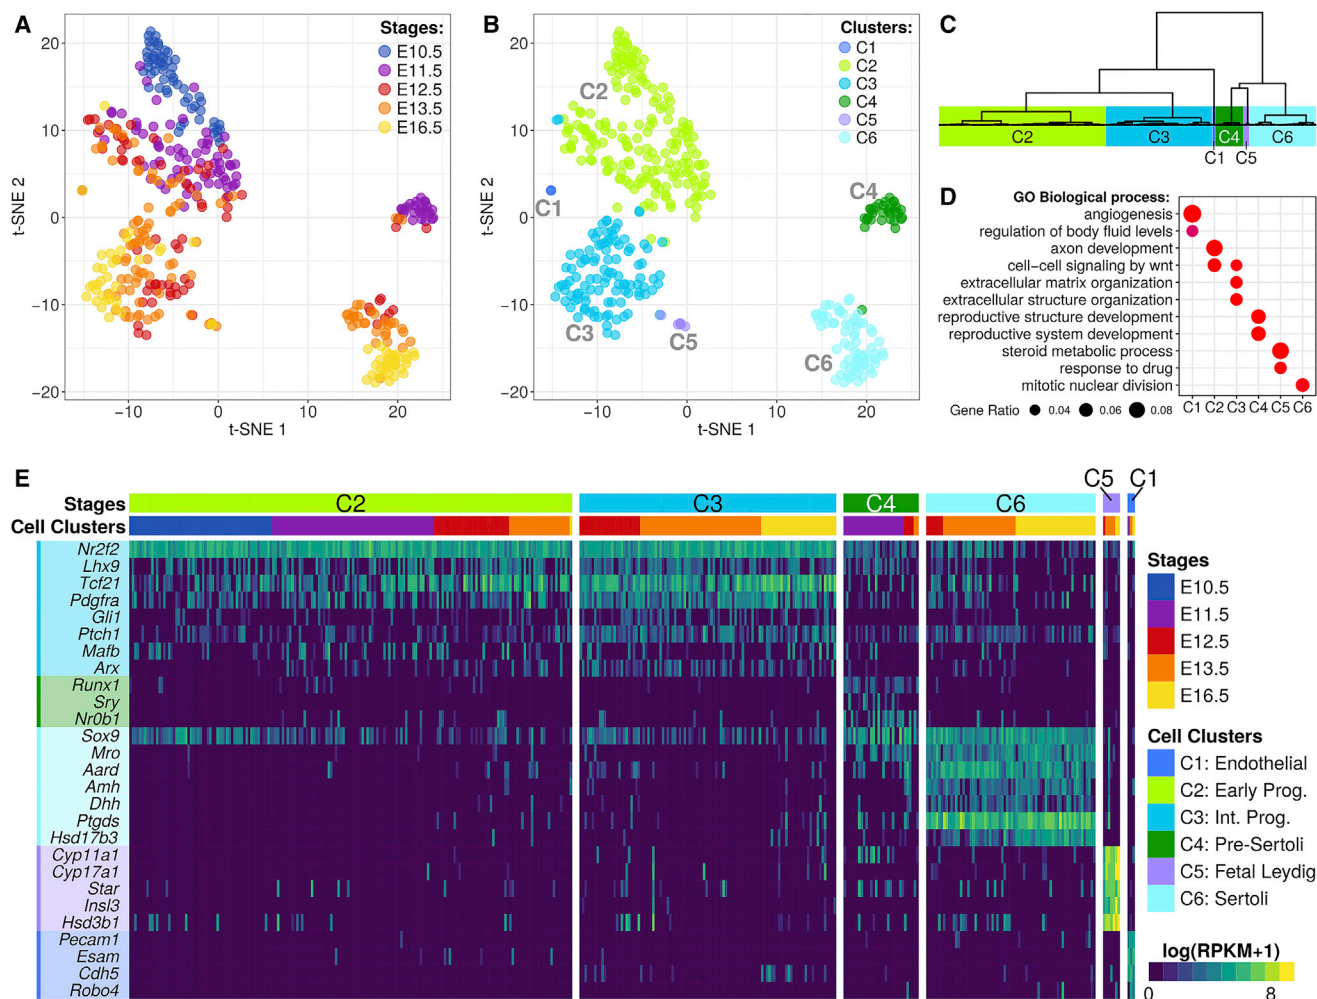 A
Stages:
E10.5
E11.5
E12.5
E13.5
E16.5
20
10
0
−10
−20
t-SNE 2
−10
0
10
20
t-SNE 1
B
Clusters:
C1
C2
C3
C4
C5
C6
C2
C4
C1
C3
C5
C6
20
10
0
−10
−20
t-SNE 2
−10
0
10
20
t-SNE 1
C
C2
C3
C4
C6
C1
C5
D
GO Biological process:
angiogenesis
regulation of body fluid levels
axon development
cell−cell signaling by wnt
extracellular matrix organization
extracellular structure organization
reproductive structure development
reproductive system development
steroid metabolic process
response to drug
mitotic nuclear division
Gene Ratio 0.04 0.06 0.08
C1 C2 C3 C4 C5 C6
E
C5 C1
Stages C2 C3 C4 C6
Cell Clusters
Nr2f2
Lhx9
Tcf21
Pdgfra
Gli1
Ptch1
Mafb
Arx
Runx1
Sry
Nr0b1
Sox9
Mro
Aard
Amh
Dhh
Ptgds
Hsd17b3
Cyp11a1
Cyp17a1
Star
Insl3
Hsd3b1
Pecam1
Esam
Cdh5
Robo4
Stages
E10.5
E11.5
E12.5
E13.5
E16.5
Cell Clusters
C1: Endothelial
C2: Early Prog.
C3: Int. Prog.
C4: Pre-Sertoli
C5: Fetal Leydig
C6: Sertoli
log(RPKM+1)
0 8